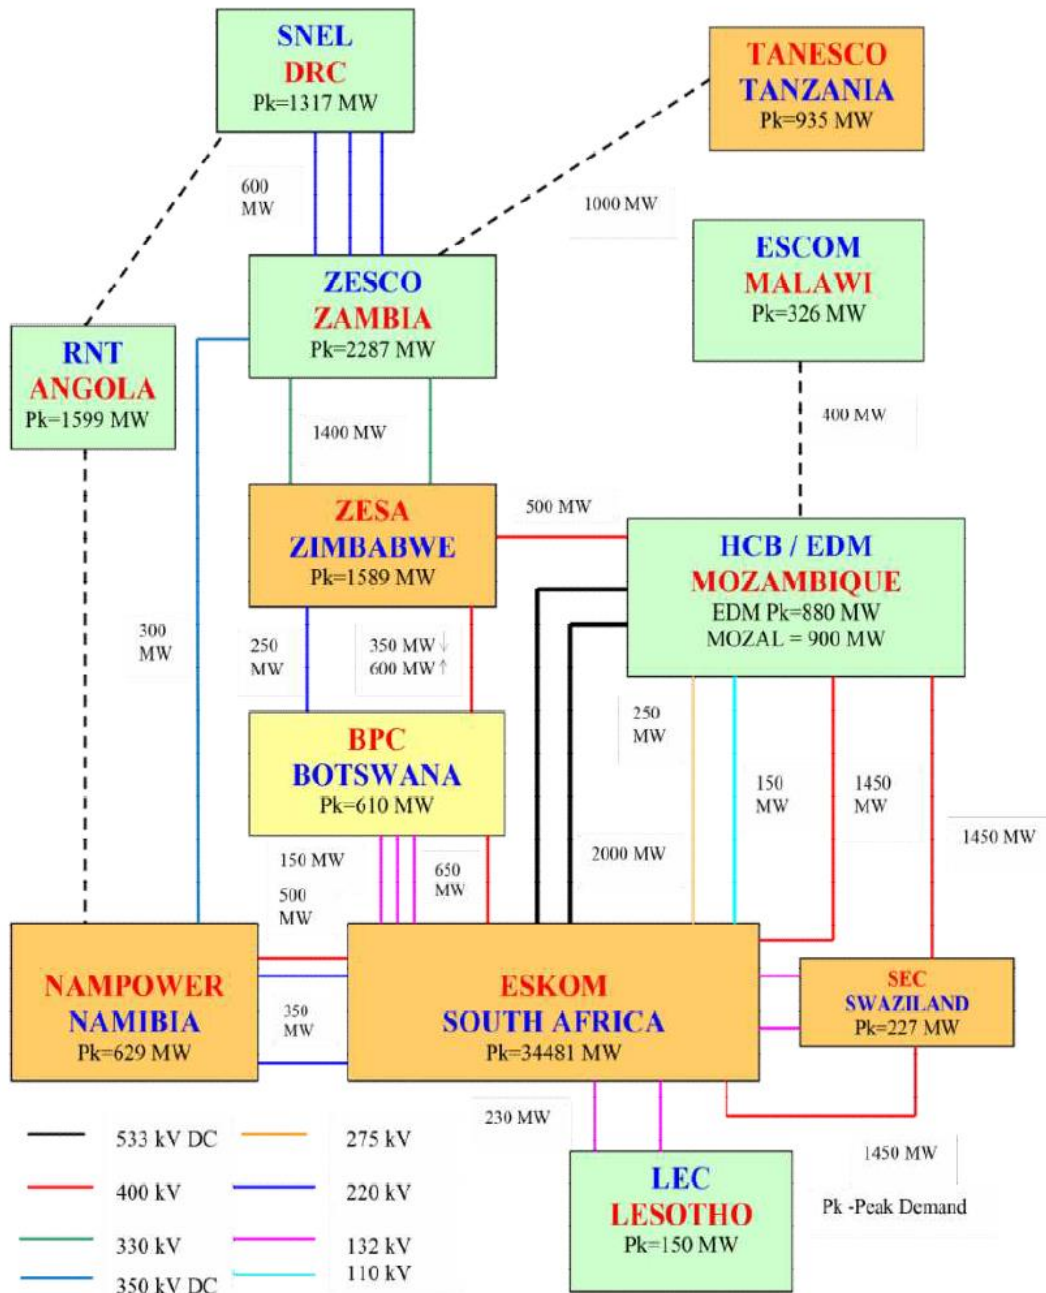 SNEL
DRC
Pk=1317 MW
TANESCO
TANZANIA
Pk=935 MW
600
MW
1000 MW
ESCOM
MALAWI
Pk=326 MW
ZESCO
ZAMBIA
Pk=2287 MW
RNT
ANGOLA
Pk=1599 MW
400 MW
1400 MW
ZESA
ZIMBABWE
Pk=1589 MW
500 MW
HCB / EDM
MOZAMBIQUE
EDM Pk=880 MW
MOZAL = 900 MW
300
MW
250
MW
350 MW ↓
600 MW ↑
250
MW
BPC
BOTSWANA
Pk=610 MW
150
MW
1450
MW
1450 MW
2000 MW
150 MW
650
MW
500
MW
NAMPOWER
NAMIBIA
Pk=629 MW
350
MW
ESKOM
SOUTH AFRICA
Pk=34481 MW
SEC
SWAZILAND
Pk=227 MW
230 MW
1450 MW
LEC
LESOTHO
Pk=150 MW
Pk -Peak Demand
533 kV DC
275 kV
400 kV
220 kV
330 kV
132 kV
350 kV DC
110 kV